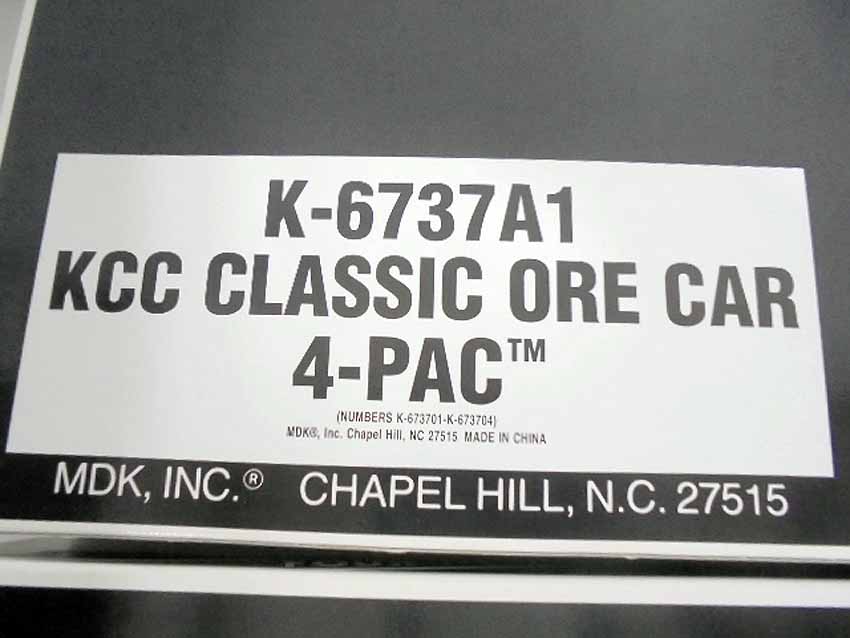 K-6737A1
KCC CLASSIC ORE CAR
4-PAC™
(NUMBERS K-673701-K-673704)
MDK®, Inc. Chapel Hill, NC 27515 MADE IN CHINA
MDK, INC.® CHAPEL HILL, N.C. 27515